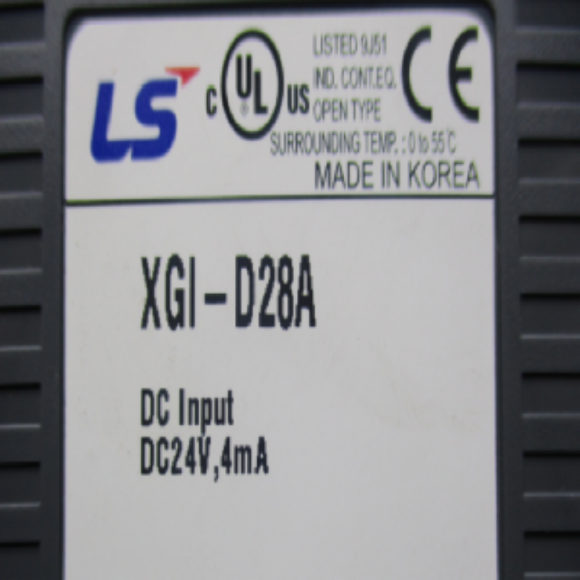 LS
C UL US
LISTED 9J51
IND. CONT.EQ.
OPEN TYPE
CE
SURROUNDING TEMP. : 0 to 55 C
MADE IN KOREA
XGI-D28A
DC Input
DC24V,4mA